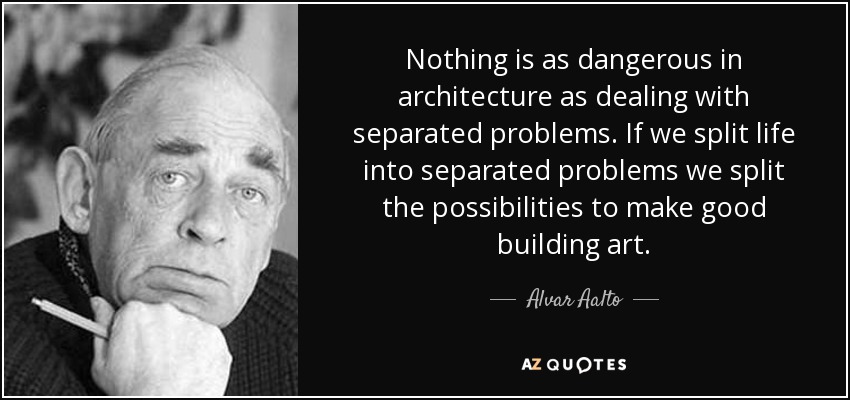 Nothing is as dangerous in
architecture as dealing with
separated problems. If we split life
into separated problems we split
the possibilities to make good
building art.
Alvar Aalto
AZ QUOTES